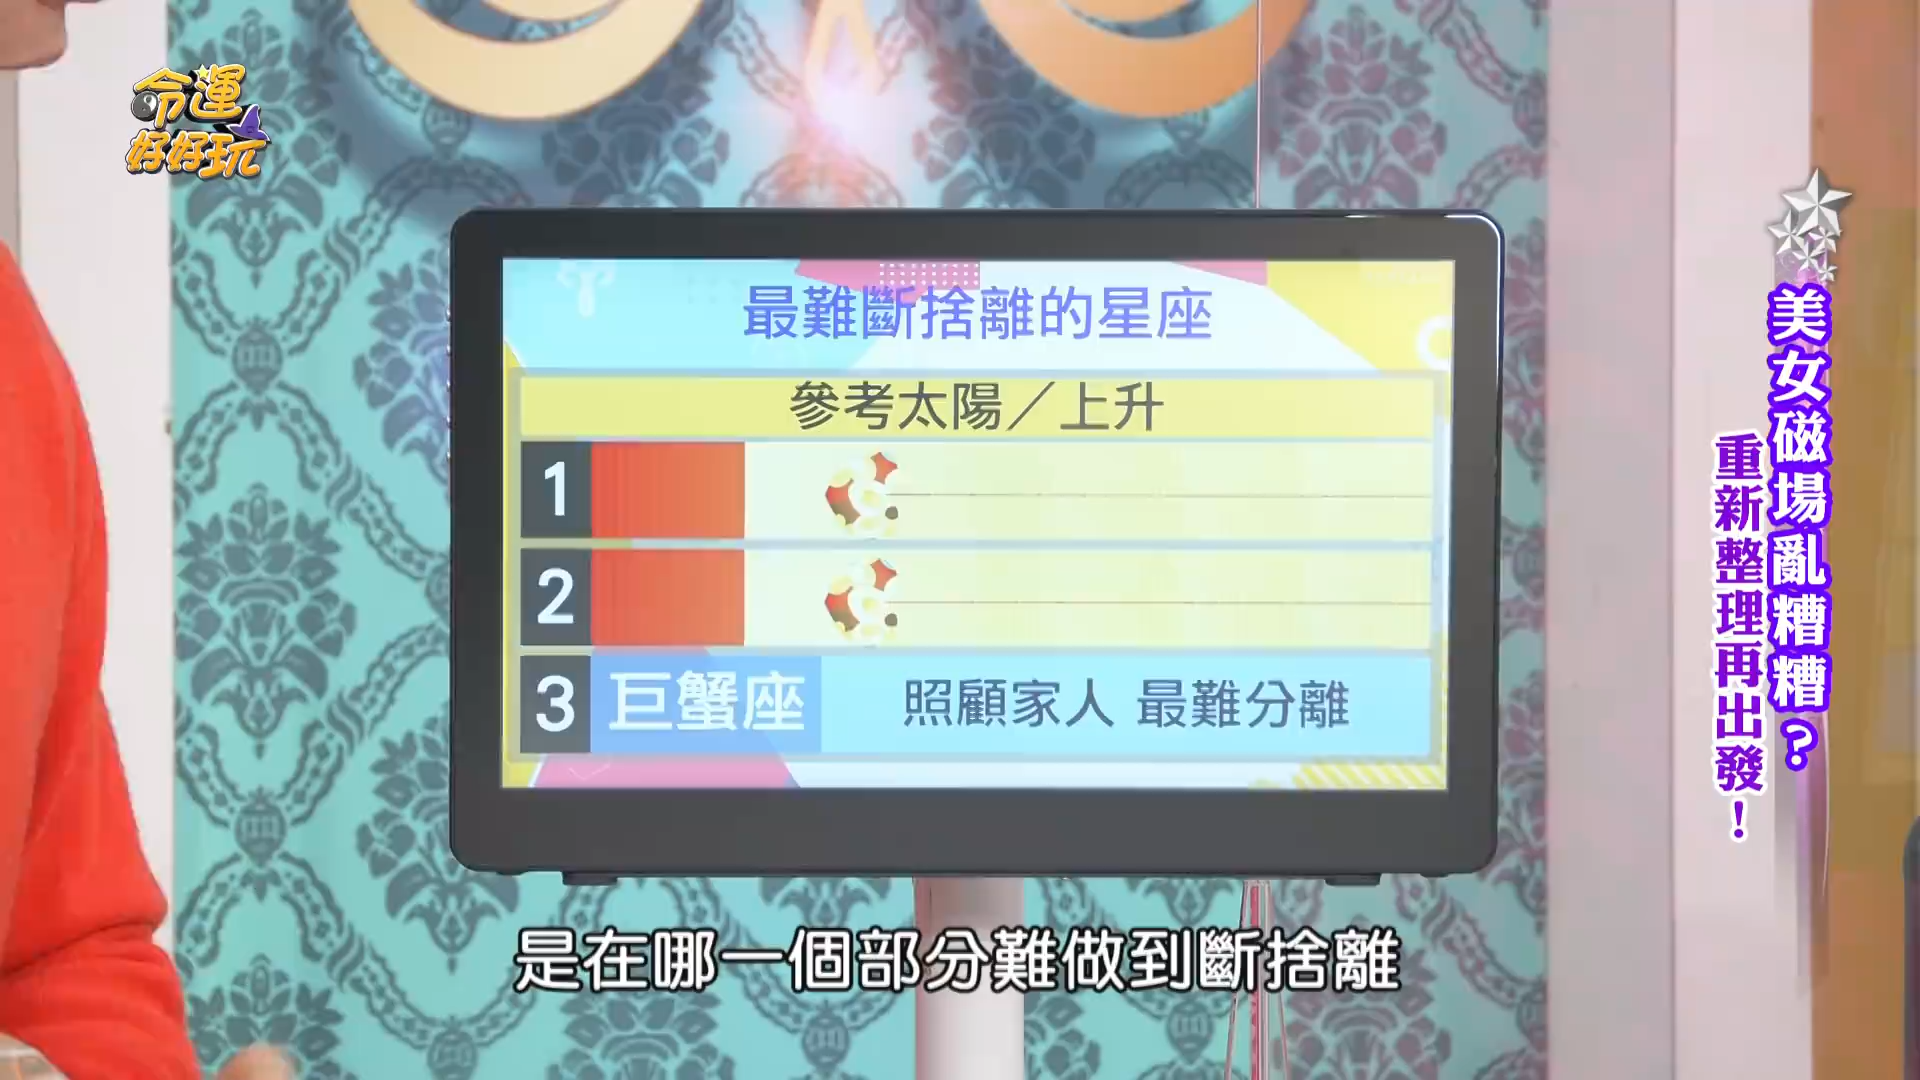 命運
好好玩
最難斷捨離的星座
參考太陽／上升
1
2
3 巨蟹座 照顧家人 最難分離
美女磁場亂糟糟？
重新整理再出發！
是在哪一個部分難做到斷捨離